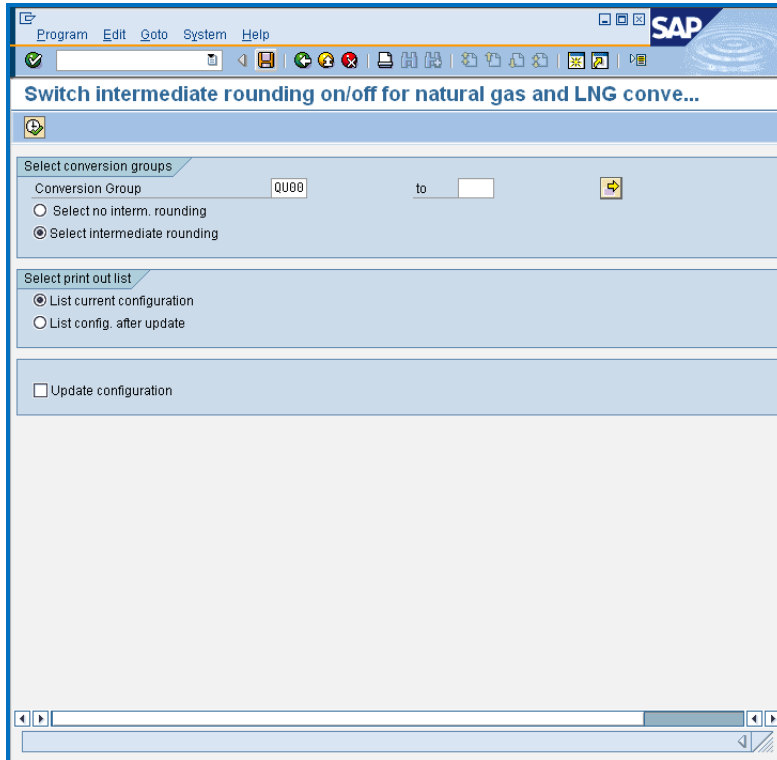 Program Edit Goto System Help
SAP
Switch intermediate rounding on/off for natural gas and LNG conve...
Select conversion groups
Conversion Group QU00 to
Select no interm. rounding
Select intermediate rounding
Select print out list
List current configuration
List config. after update
Update configuration